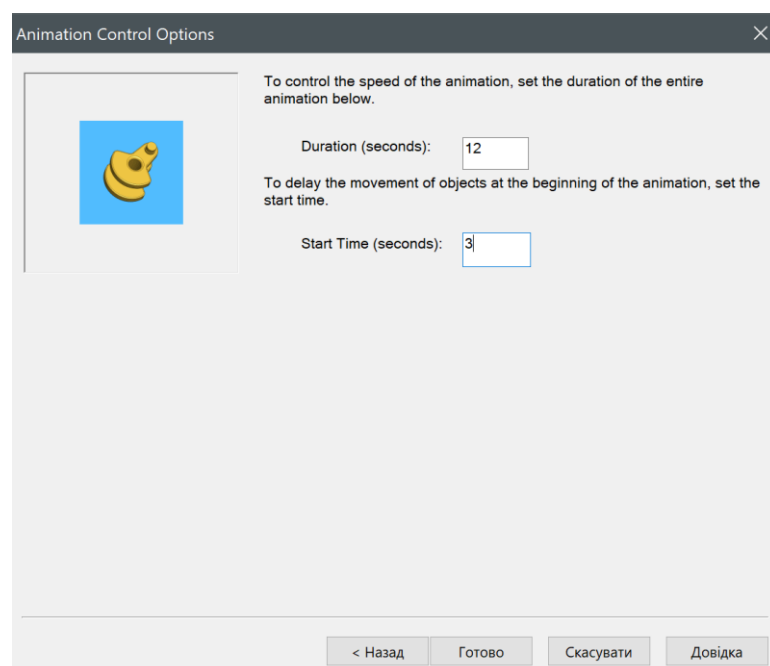 Animation Control Options
To control the speed of the animation, set the duration of the entire
animation below.
Duration (seconds): 12
To delay the movement of objects at the beginning of the animation, set the
start time.
Start Time (seconds): 3
< Назад Готово Скасувати Довідка